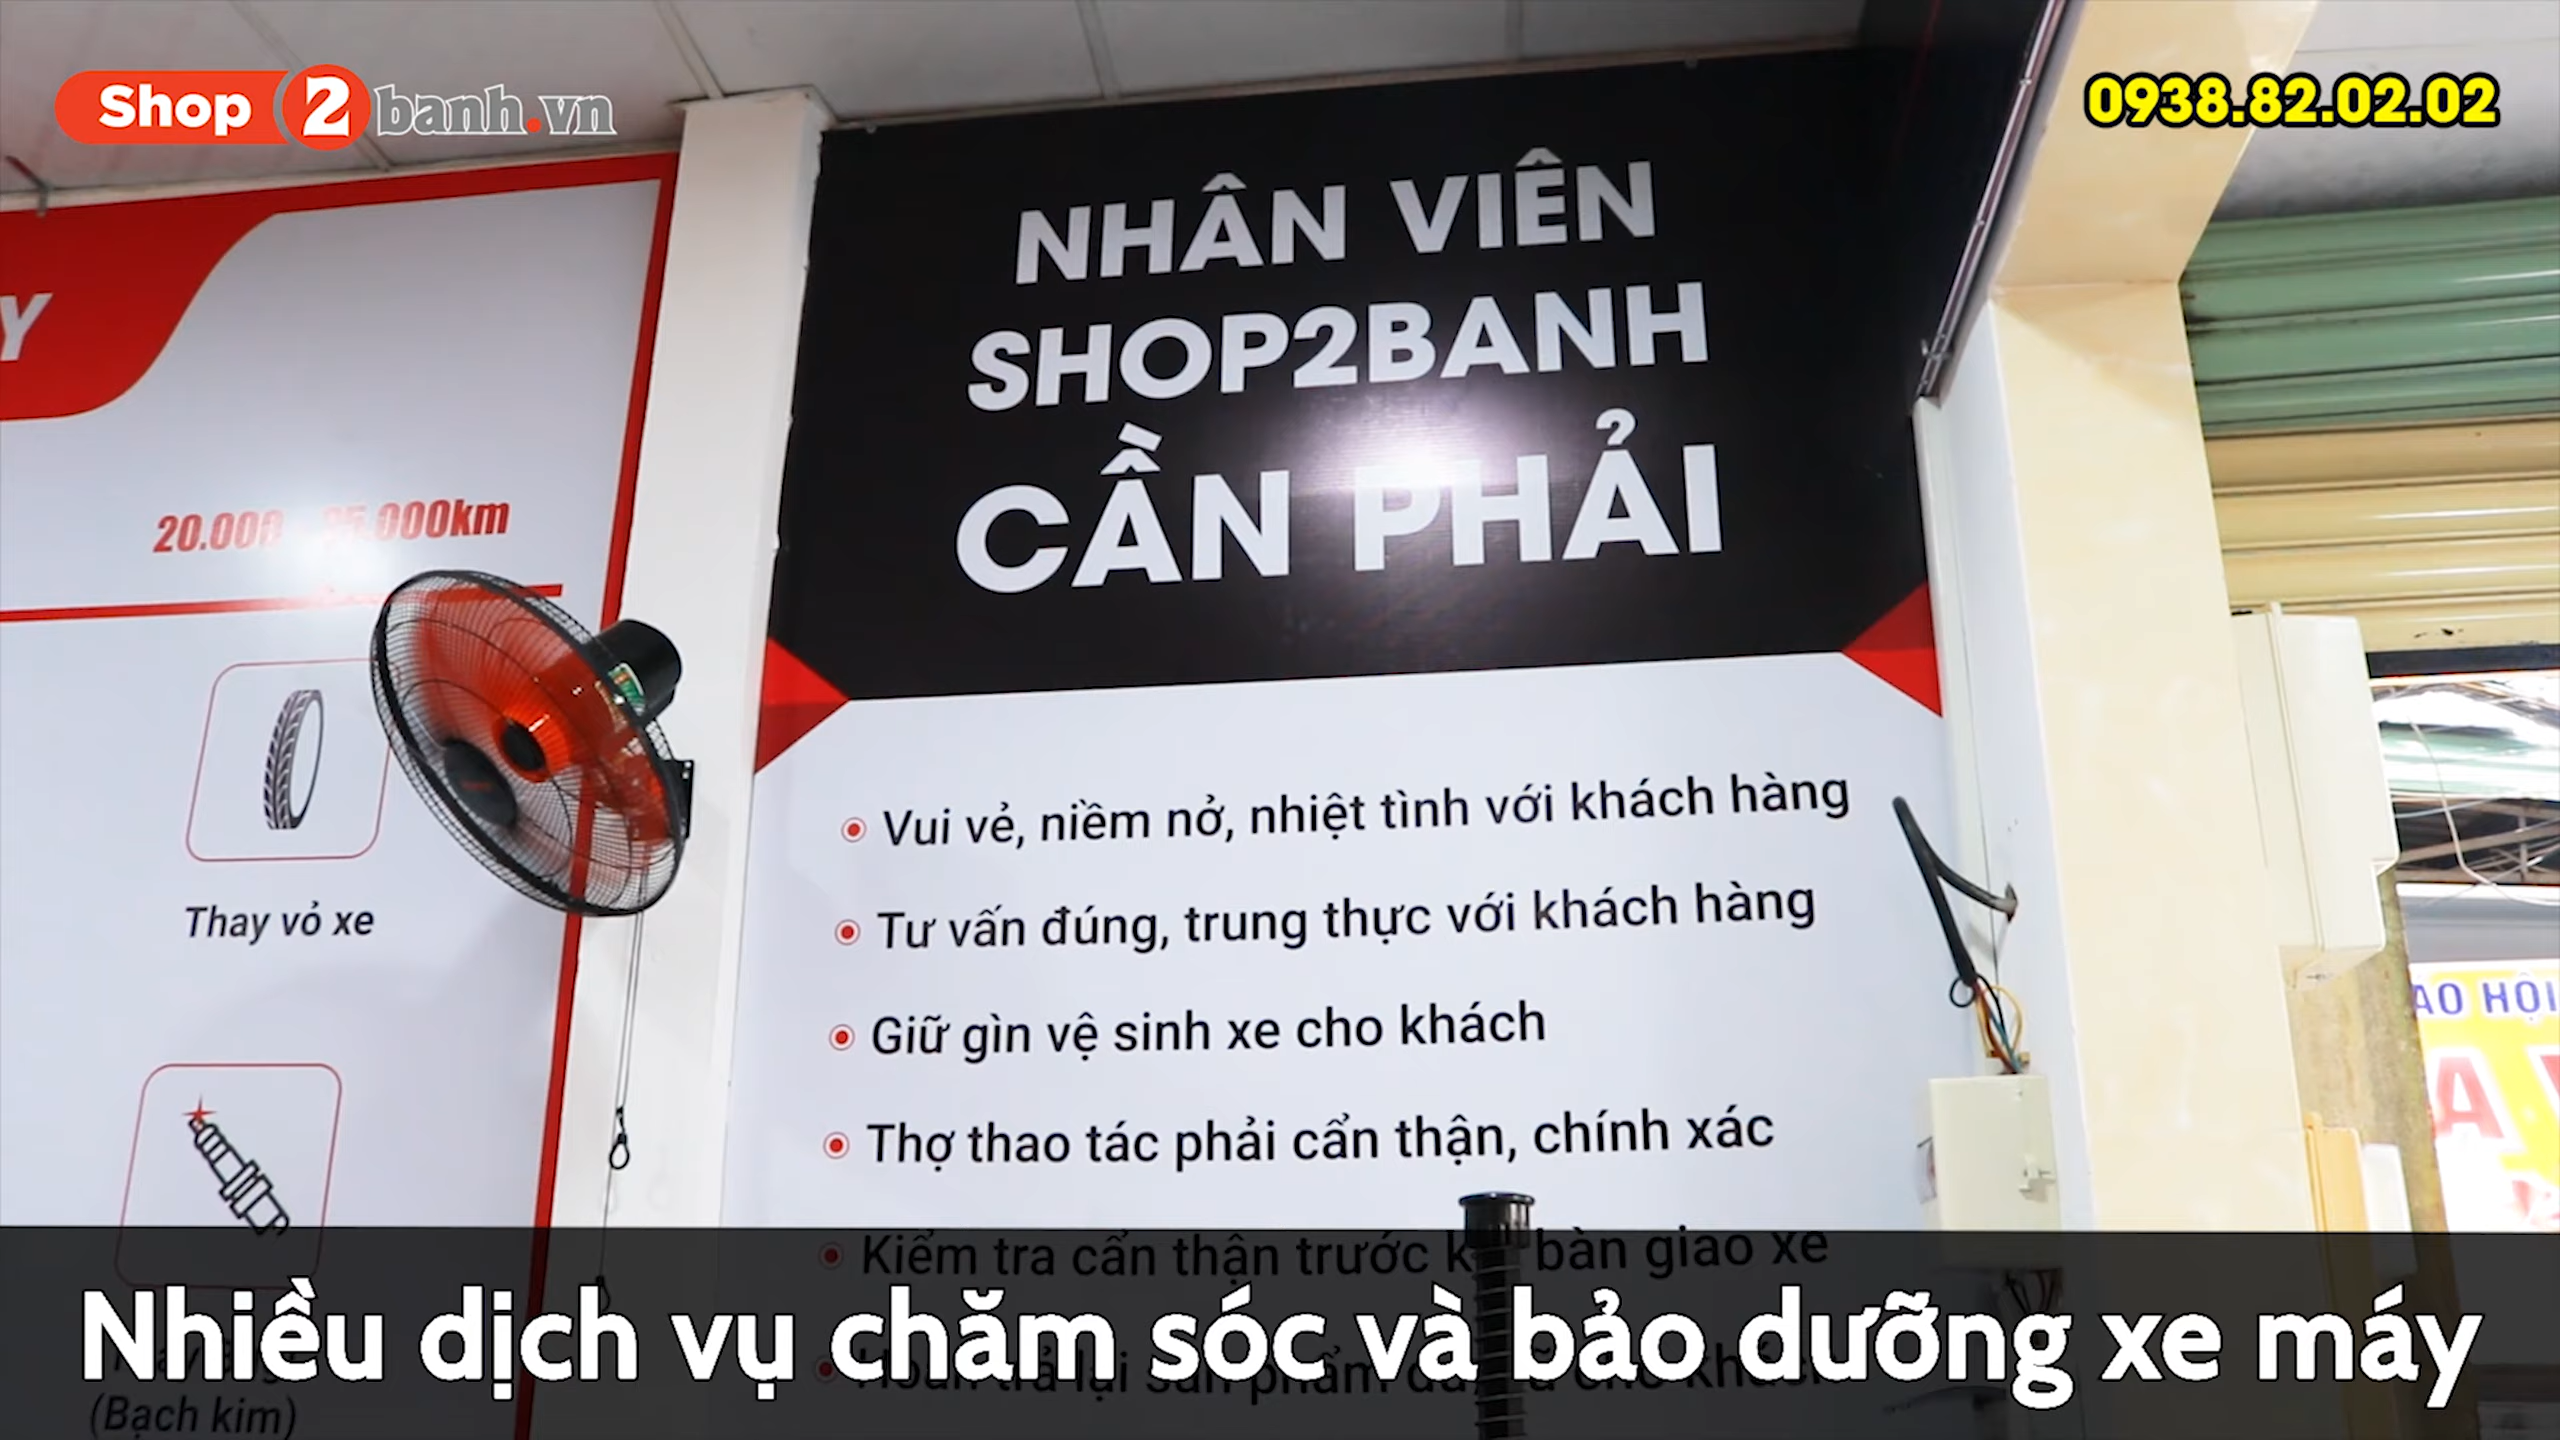 Shop 2 banh.vn
0938.82.02.02
NHÂN VIÊN
SHOP2BANH
CẦN PHẢI
Y
20.000 000km
Thay vỏ xe
Vui vẻ, niềm nở, nhiệt tình với khách hàng
Tư vấn đúng, trung thực với khách hàng
Giữ gìn vệ sinh xe cho khách
Thợ thao tác phải cẩn thận, chính xác
Kiểm tra cẩn thận trước bàn giao xe
AO HỘI
A
Nhiều dịch vụ chăm sóc và bảo dưỡng xe máy
(Bạch kim)